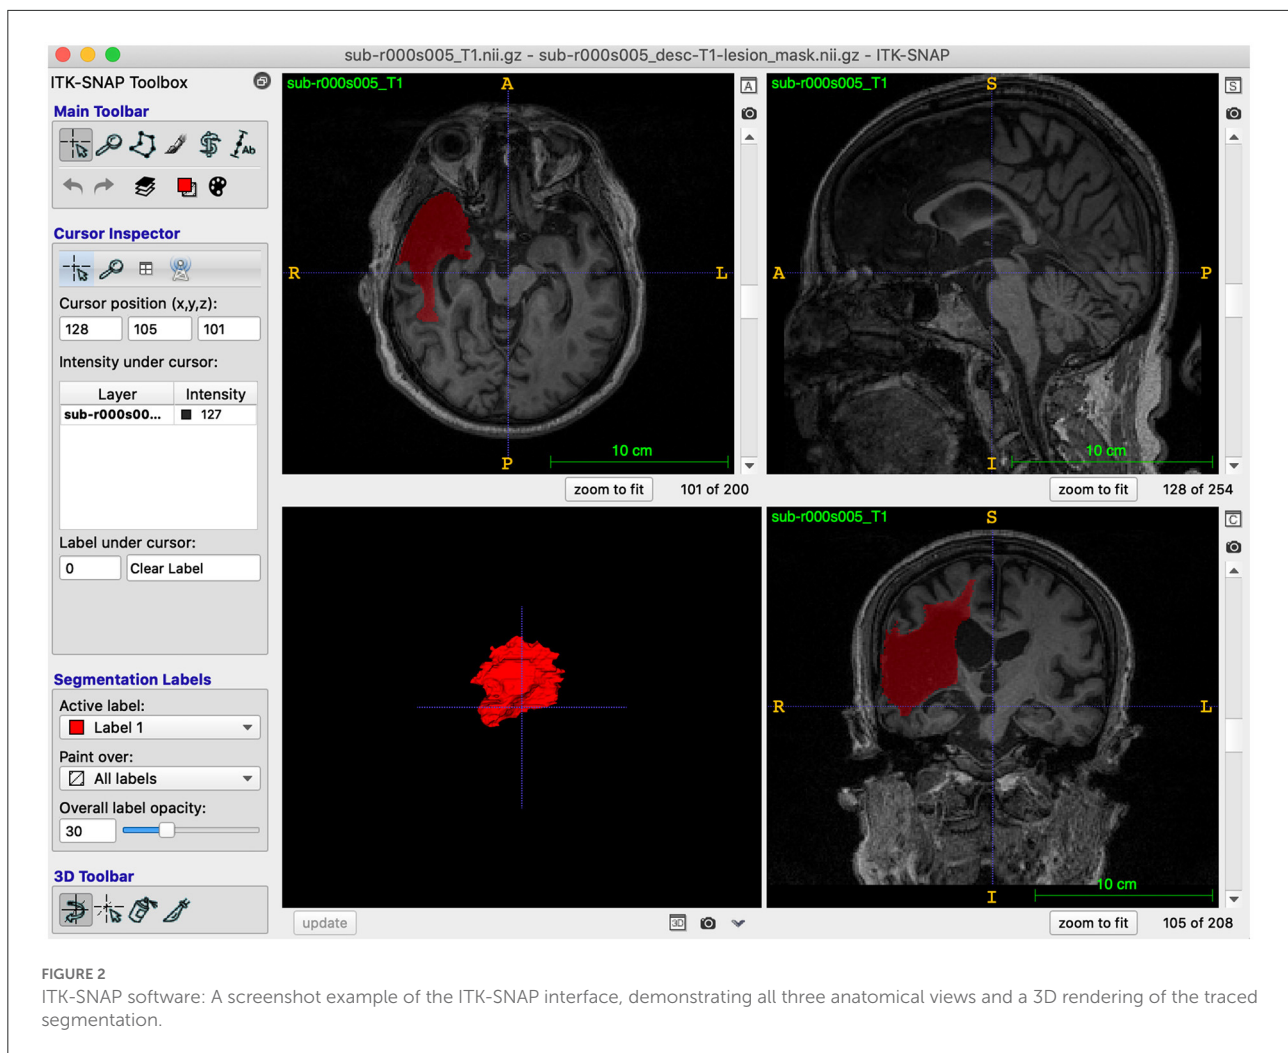 sub-r000s005_T1.nii.gz - sub-r000s005_desc-T1-lesion_mask.nii.gz - ITK-SNAP
ITK-SNAP Toolbox
Main Toolbar
Ab
Cursor Inspector
Cursor position (x,y,z):
128 105 101
Intensity under cursor:
Layer Intensity
sub-r000s00... 127
Label under cursor:
0 Clear Label
Segmentation Labels
Active label:
Label 1
Paint over:
All labels
Overall label opacity:
30
3D Toolbar
sub-r000s005_T1
A
A
R
L
P
10 cm
zoom to fit 101 of 200
sub-r000s005_T1
S
S
A
P
I
10 cm
zoom to fit 128 of 254
update
3D
sub-r000s005_T1
S
C
R
L
I
10 cm
zoom to fit 105 of 208
FIGURE 2
ITK-SNAP software: A screenshot example of the ITK-SNAP interface, demonstrating all three anatomical views and a 3D rendering of the traced
segmentation.